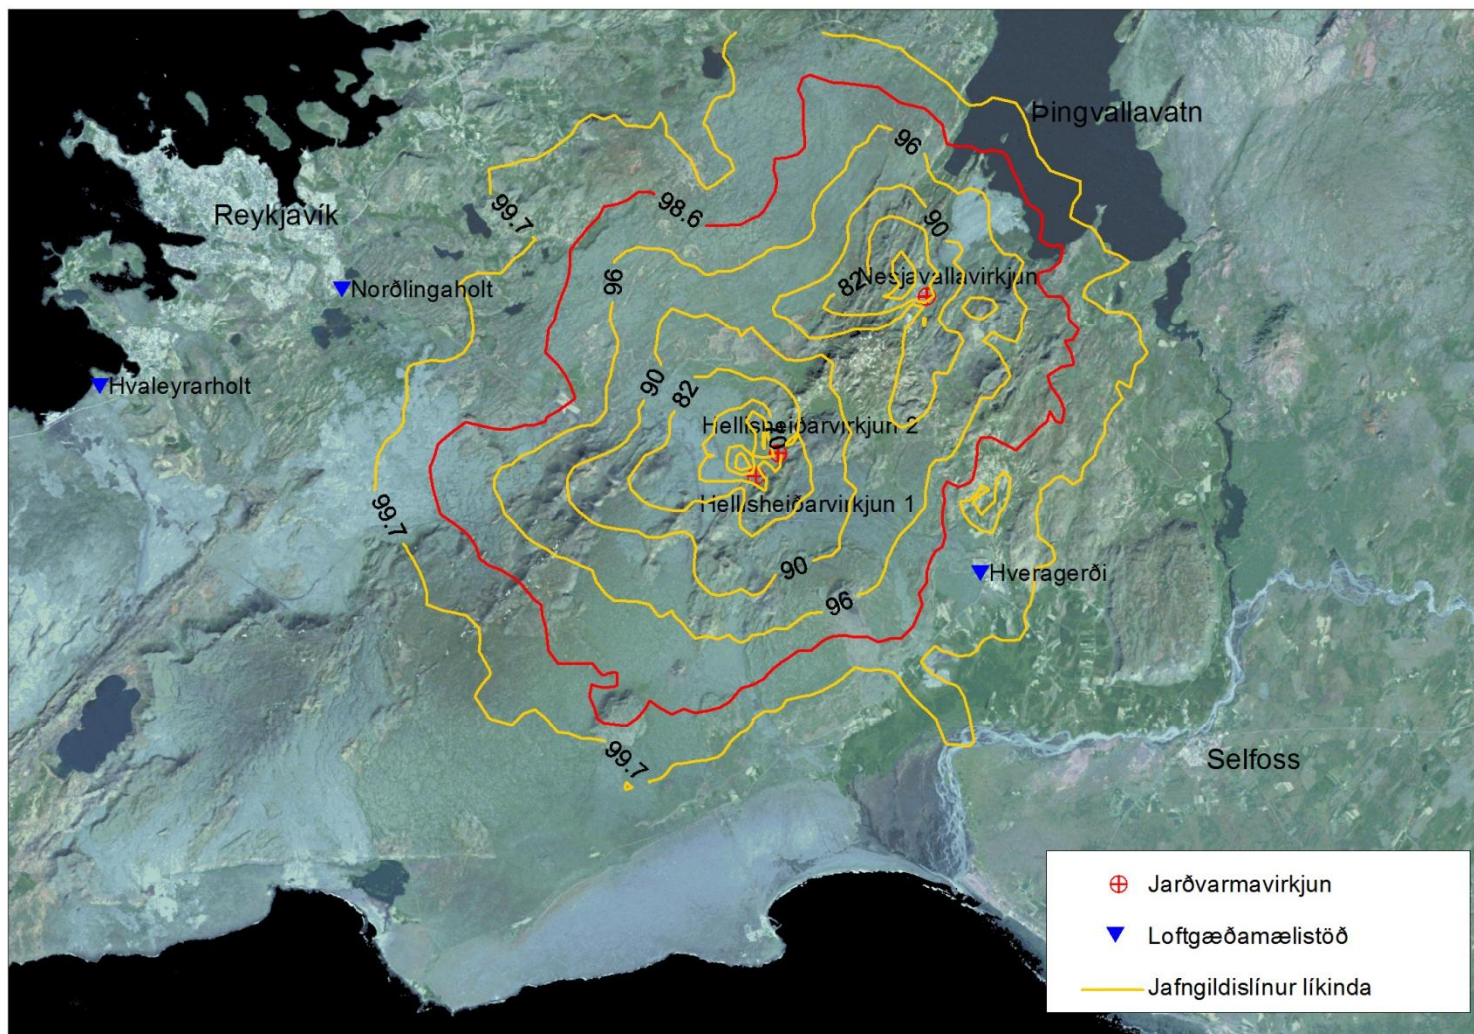 Þingvallavatn
96
Reykjavík
99.7
98.6
90
96
82
Nesjavallavirkjun
Norðlingaholt
Hvaleyrarholt
90
82
Hellisheiðarvirkjun 2
Hellisheiðarvirkjun 1
99.7
90
Hveragerði
96
99.7
Selfoss
Jarðvarmavirkjun
Loftgæðamælistöð
Jafngildislínur líkinda